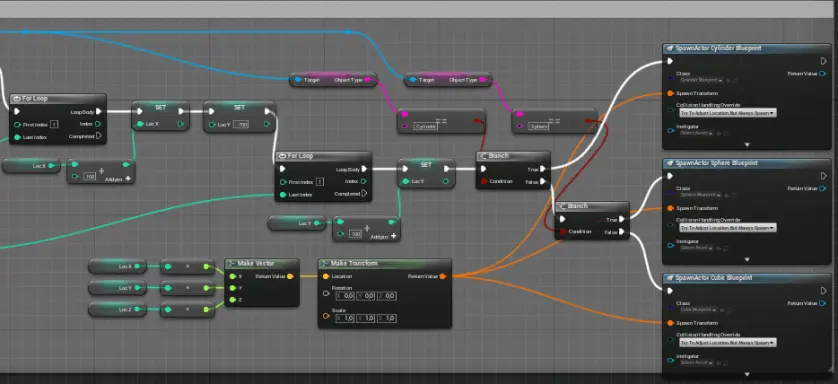 SpawnActor Cylinder Blueprint
Class
Return Value
Cylinder Blueprint
Spawn Transform
Collision Handling Override
Try To Adjust Location, But Always Spawn
Instigator
Select Asset
Target Object Type
Target Object Type
Cylinder
==
Sphere
==
For Loop
Loop Body
First Index 1
Index
Last Index
Completed
SET
Loc X
SET
Loc Y
Loc X
+
100
Add pin +
For Loop
Loop Body
First Index 1
Index
Last Index
Completed
SET
Loc Y
Loc Y
+
100
Add pin +
Branch
True
Condition
False
Branch
True
Condition
False
SpawnActor Sphere Blueprint
Class
Return Value
Sphere Blueprint
Spawn Transform
Collision Handling Override
Try To Adjust Location, But Always Spawn
Instigator
Select Asset
Loc X
Loc Y
Loc Z
Make Vector
X
Return Value
Y
Z
Make Transform
Location
Return Value
Rotation
X 0,0 Y 0,0 Z 0,0
Scale
X 1,0 Y 1,0 Z 1,0
SpawnActor Cube Blueprint
Class
Return Value
Cube Blueprint
Spawn Transform
Collision Handling Override
Try To Adjust Location, But Always Spawn
Instigator
Select Asset